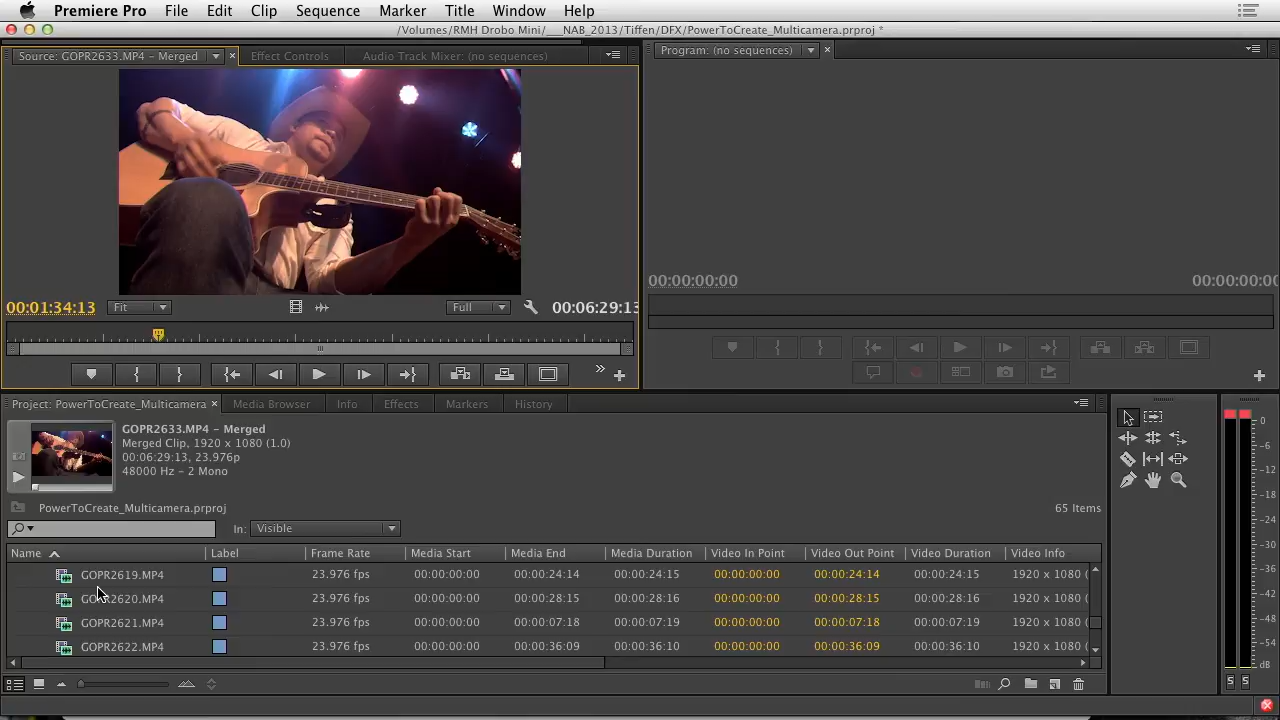 Premiere Pro File Edit Clip Sequence Marker Title Window Help
/Volumes/RMH Drobo Mini/___NAB_2013/Tiffen/DFX/PowerToCreate_Multicamera.prproj *
Source: GOPR2633.MP4 - Merged Effect Controls Audio Track Mixer: (no sequences) Program: (no sequences)
00:01:34:13 Fit Full 00:06:29:13
00:00:00:00 00:00:00:00
Project: PowerToCreate_Multicamera Media Browser Info Effects Markers History
GOPR2633.MP4 - Merged
Merged Clip, 1920 x 1080 (1.0)
00:06:29:13, 23.976p
48000 Hz - 2 Mono
PowerToCreate_Multicamera.prproj 65 Items
In: Visible
Name Label Frame Rate Media Start Media End Media Duration Video In Point Video Out Point Video Duration Video Info
GOPR2619.MP4 23.976 fps 00:00:00:00 00:00:24:14 00:00:24:15 00:00:00:00 00:00:24:14 00:00:24:15 1920 x 1080 (
GOPR2620.MP4 23.976 fps 00:00:00:00 00:00:28:15 00:00:28:16 00:00:00:00 00:00:28:15 00:00:28:16 1920 x 1080 (
GOPR2621.MP4 23.976 fps 00:00:00:00 00:00:07:18 00:00:07:19 00:00:00:00 00:00:07:18 00:00:07:19 1920 x 1080 (
GOPR2622.MP4 23.976 fps 00:00:00:00 00:00:36:09 00:00:36:10 00:00:00:00 00:00:36:09 00:00:36:10 1920 x 1080 (
0
-6
-12
-18
-24
-30
-36
-42
-48
-54
dB
S S